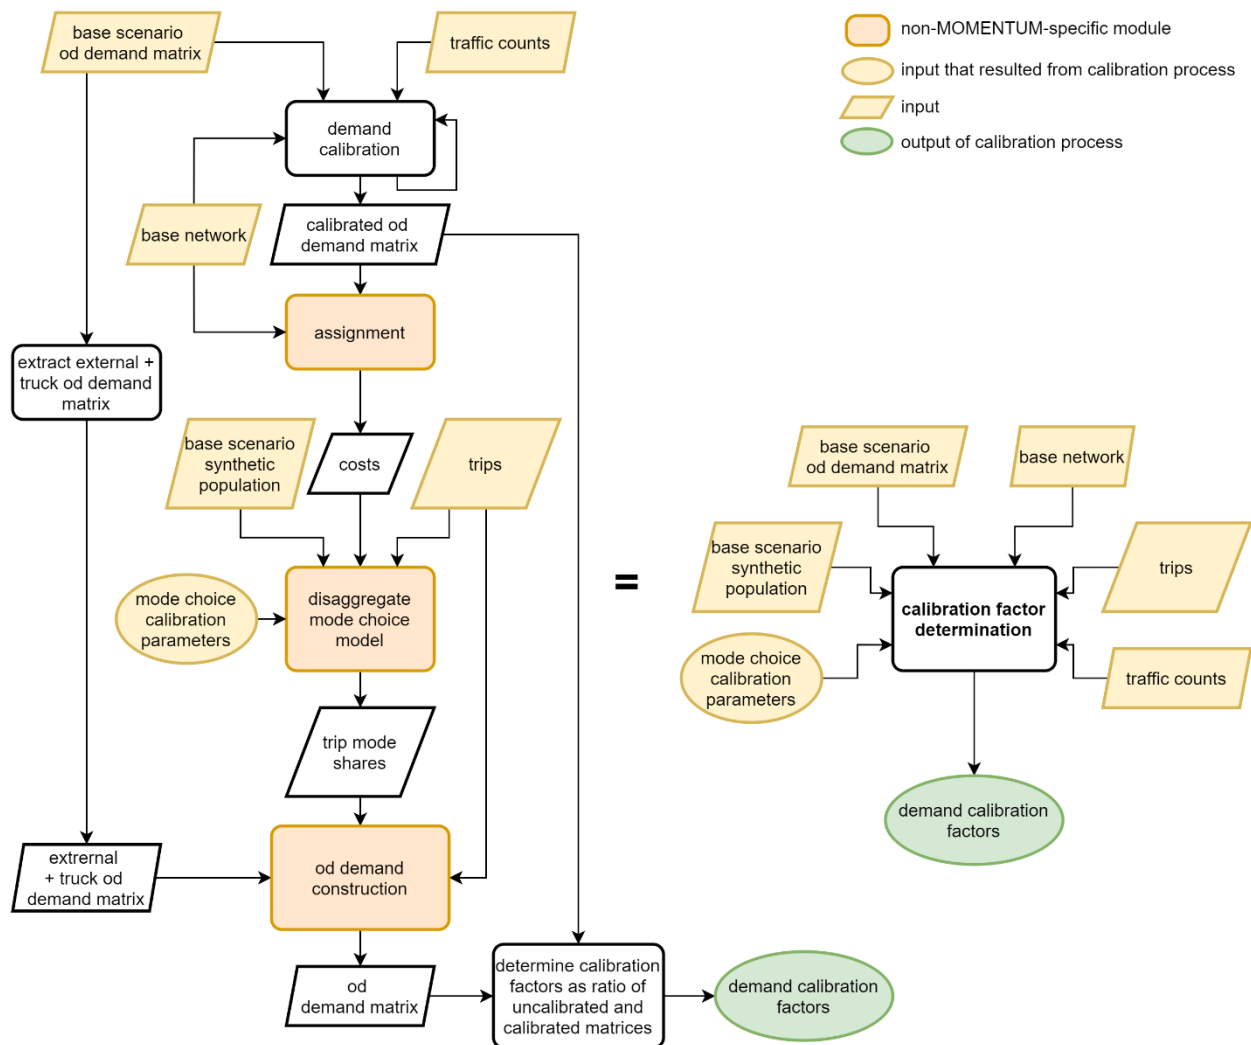 base scenario
od demand matrix
traffic counts
non-MOMENTUM-specific module
input that resulted from calibration process
input
output of calibration process
demand
calibration
base network
calibrated od
demand matrix
assignment
extract external +
truck od demand
matrix
base scenario
synthetic
population
costs
trips
mode choice
calibration
parameters
disaggregate
mode choice
model
trip mode
shares
extrernal
+ truck od
demand matrix
od demand
construction
od
demand matrix
determine calibration
factors as ratio of
uncalibrated and
calibrated matrices
demand calibration
factors
=
base scenario
od demand matrix
base network
base scenario
synthetic
population
trips
calibration factor
determination
mode choice
calibration
parameters
traffic counts
demand calibration
factors